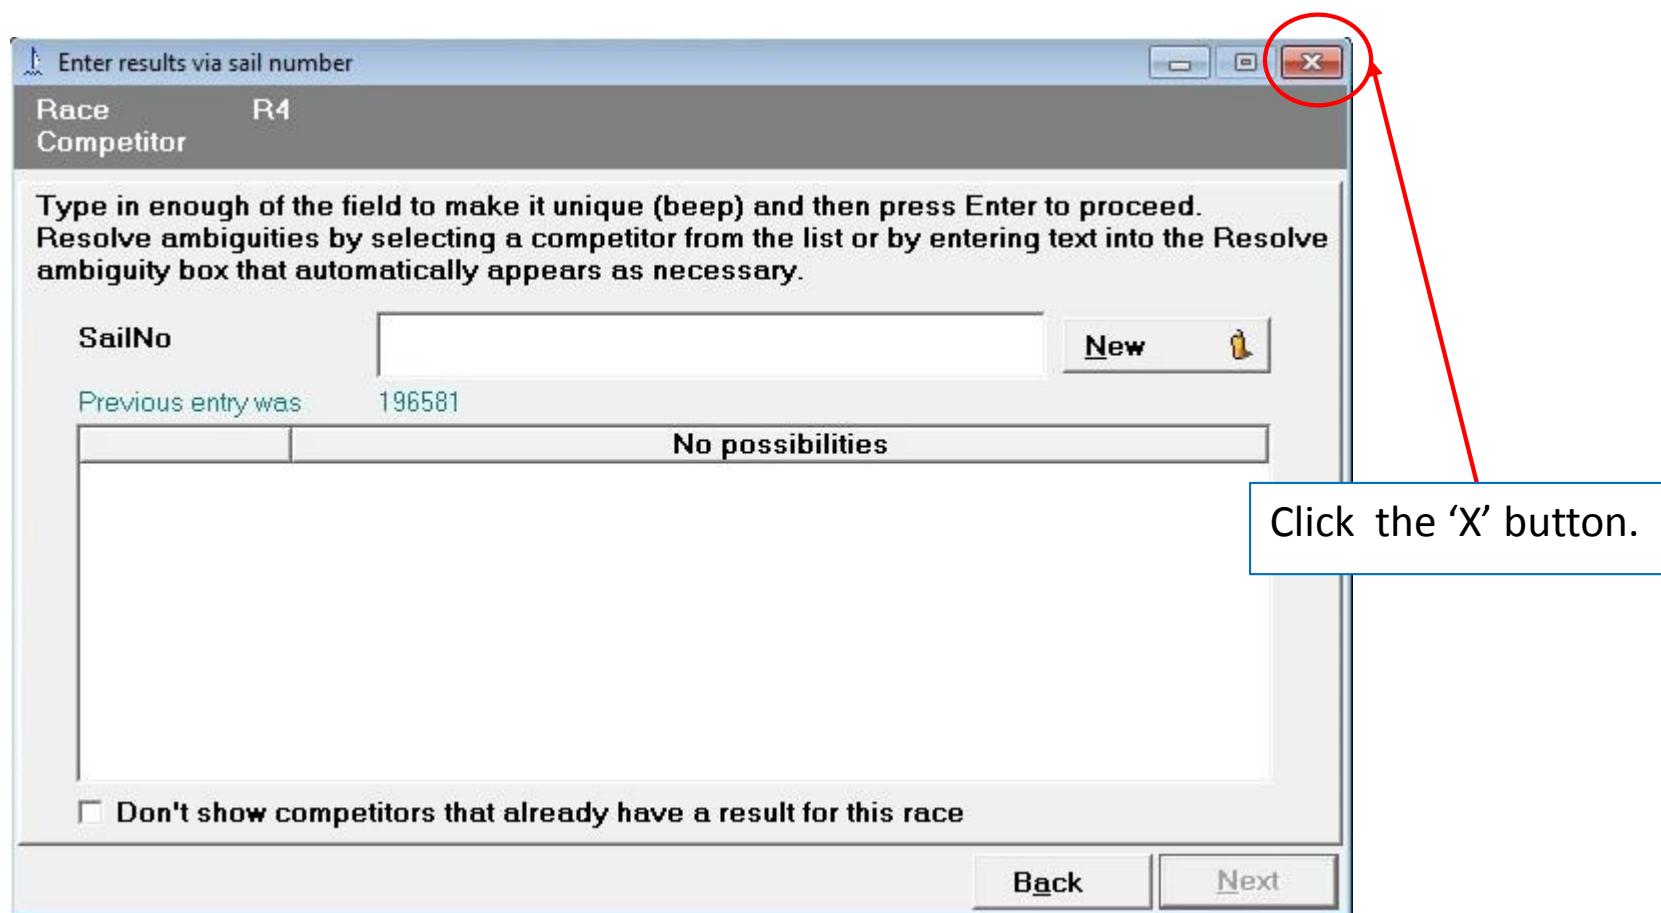 Enter results via sail number
Race R4
Competitor
Type in enough of the field to make it unique (beep) and then press Enter to proceed.
Resolve ambiguities by selecting a competitor from the list or by entering text into the Resolve
ambiguity box that automatically appears as necessary.
SailNo
New
Previous entry was 196581
No possibilities
Click the ‘X’ button.
Don't show competitors that already have a result for this race
Back Next